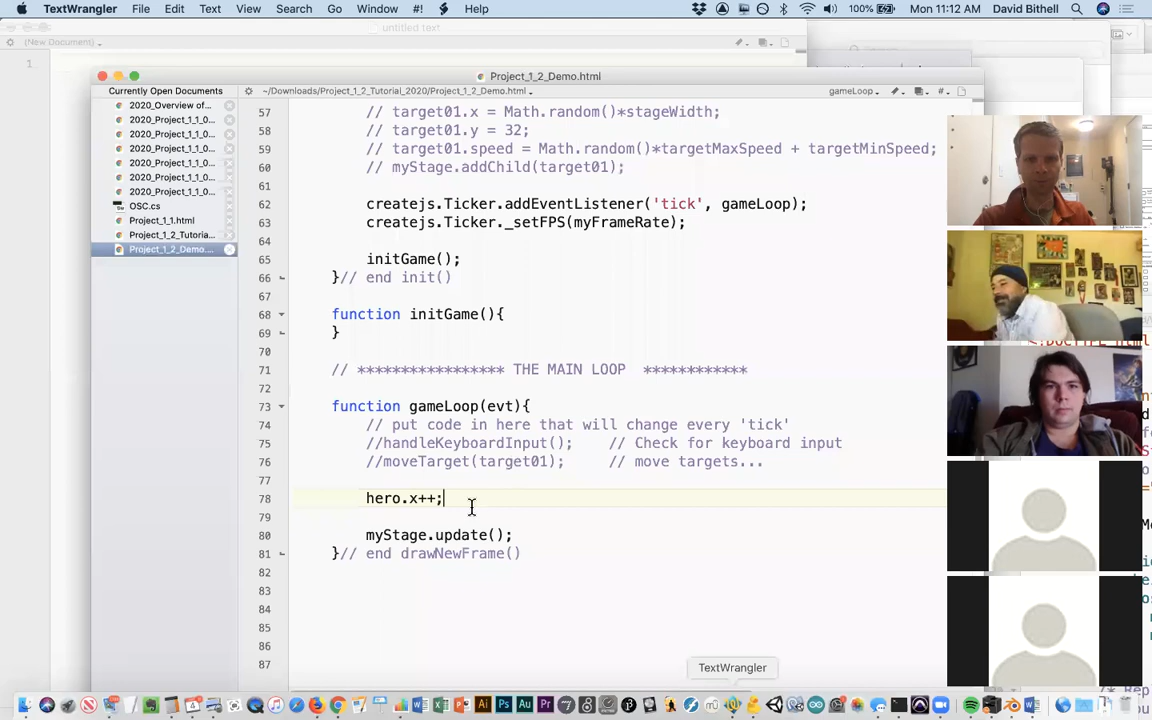 TextWrangler File Edit Text View Search Go Window #! Help 100% Mon 11:12 AM David Bithell
untitled text
(New Document)
1
Project_1_2_Demo.html
Currently Open Documents
~/Downloads/Project_1_2_Tutorial_2020/Project_1_2_Demo.html
gameLoop
2020_Overview of...
2020_Project_1_1_0...
2020_Project_1_1_0...
2020_Project_1_1_0...
2020_Project_1_1_0...
2020_Project_1_1_0...
2020_Project_1_1_0...
OSC.cs
Project_1_1.html
Project_1_2_Tutoria...
Project_1_2_Demo....
57 // target01.x = Math.random()*stageWidth;
58 // target01.y = 32;
59 // target01.speed = Math.random()*targetMaxSpeed + targetMinSpeed;
60 // myStage.addChild(target01);
61
62 createjs.Ticker.addEventListener('tick', gameLoop);
63 createjs.Ticker._setFPS(myFrameRate);
64
65 initGame();
66 }// end init()
67
68 function initGame(){
69 }
70
71 // ***************** THE MAIN LOOP ************
72
73 function gameLoop(evt){
74 // put code in here that will change every 'tick'
75 //handleKeyboardInput(); // Check for keyboard input
76 //moveTarget(target01); // move targets...
77
78 hero.x++;
79
80 myStage.update();
81 }// end drawNewFrame()
82
83
84
85
86
87
TextWrangler